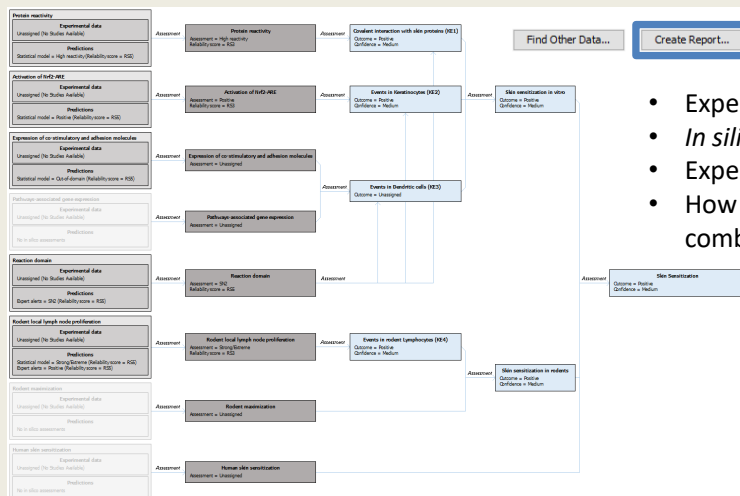 Protein reactivity
Experimental data
Unassigned (No Studies Available)
Predictions
Statistical model = High reactivity (Reliability score = RS5)
Assessment
Protein reactivity
Assessment = High reactivity
Reliability score = RS3
Assessment
Covalent interaction with skin proteins (KE1)
Outcome = Positive
Confidence = Medium
Find Other Data...
Create Report...
Activation of Nrf2-ARE
Experimental data
Unassigned (No Studies Available)
Predictions
Statistical model = Positive (Reliability score = RS5)
Assessment
Activation of Nrf2-ARE
Assessment = Positive
Reliability score = RS3
Assessment
Events in Keratinocytes (KE2)
Outcome = Positive
Confidence = Medium
Assessment
Skin sensitization in vitro
Outcome = Positive
Confidence = Medium
• Expe
• In sili
• Expe
• How
comb
Expression of co-stimulatory and adhesion molecules
Experimental data
Unassigned (No Studies Available)
Predictions
Statistical model = Out-of-domain (Reliability score = RS5)
Assessment
Expression of co-stimulatory and adhesion molecules
Assessment = Unassigned
Assessment
Events in Dendritic cells (KE3)
Outcome = Unassigned
Pathways-associated gene expression
Experimental data
Unassigned (No Studies Available)
Predictions
No in silico assessments
Assessment
Pathways-associated gene expression
Assessment = Unassigned
Reaction domain
Experimental data
Unassigned (No Studies Available)
Predictions
Expert alerts = SN2 (Reliability score = RS5)
Assessment
Reaction domain
Assessment = SN2
Reliability score = RS5
Assessment
Assessment
Skin Sensitization
Outcome = Positive
Confidence = Medium
Rodent local lymph node proliferation
Experimental data
Unassigned (No Studies Available)
Predictions
Statistical model = Strong/Extreme (Reliability score = RS5)
Expert alerts = Positive (Reliability score = RS5)
Assessment
Rodent local lymph node proliferation
Assessment = Strong/Extreme
Reliability score = RS3
Assessment
Events in rodent Lymphocytes (KE4)
Outcome = Positive
Confidence = Medium
Assessment
Skin sensitization in rodents
Outcome = Positive
Confidence = Medium
Rodent maximization
Experimental data
Unassigned (No Studies Available)
Predictions
No in silico assessments
Assessment
Rodent maximization
Assessment = Unassigned
Human skin sensitization
Experimental data
Unassigned (No Studies Available)
Predictions
No in silico assessments
Assessment
Human skin sensitization
Assessment = Unassigned